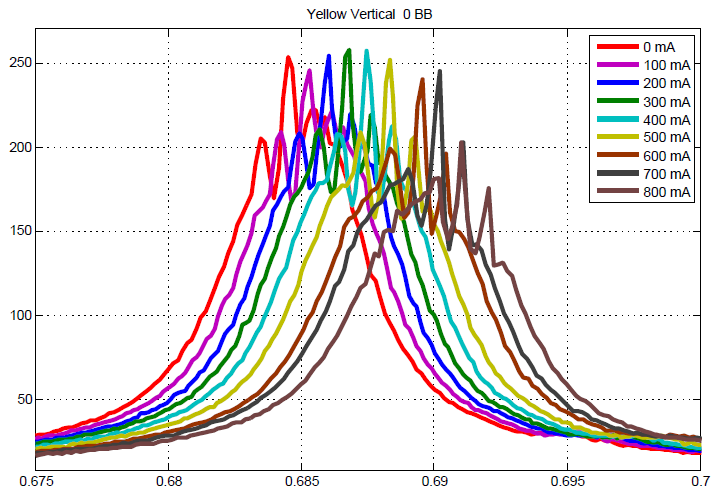 Yellow Vertical  0 BB
250
200
150
100
50
0.675
0.68
0.685
0.69
0.695
0.7
0 mA
100 mA
200 mA
300 mA
400 mA
500 mA
600 mA
700 mA
800 mA